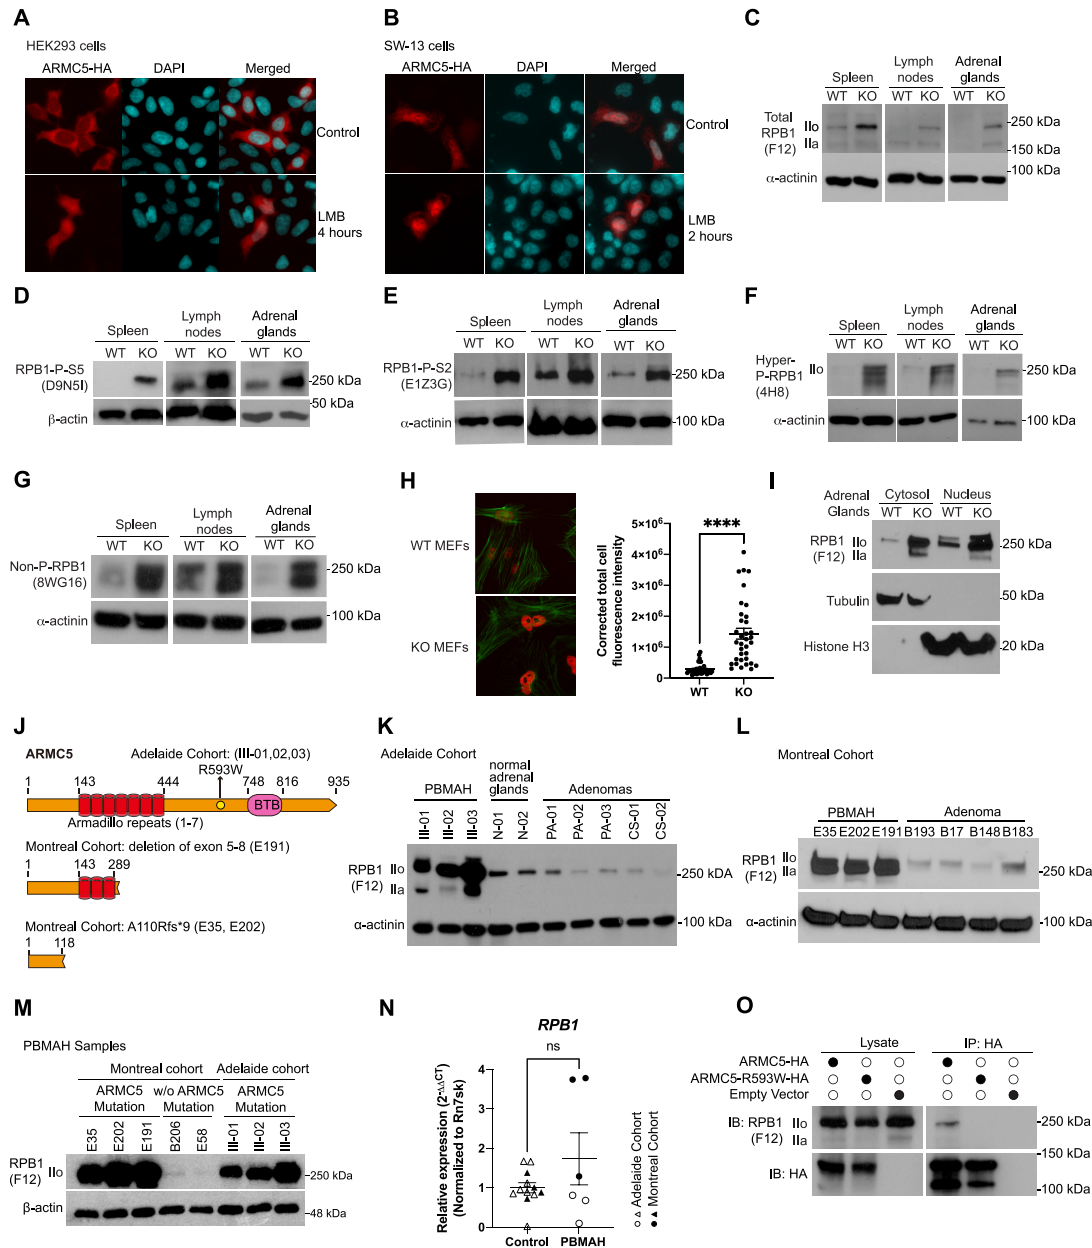 A
HEK293 cells
ARMC5-HA DAPI Merged
Control
LMB
4 hours
B
SW-13 cells
ARMC5-HA DAPI Merged
Control
LMB
2 hours
C
Spleen Lymph nodes Adrenal glands
WT KO WT KO WT KO
Total RPB1 (F12) IIo IIa
250 kDa
150 kDa
100 kDa
α-actinin
D
Spleen Lymph nodes Adrenal glands
WT KO WT KO WT KO
RPB1-P-S5 (D9N5I)
250 kDa
50 kDa
β-actin
E
Spleen Lymph nodes Adrenal glands
WT KO WT KO WT KO
RPB1-P-S2 (E1Z3G)
250 kDa
α-actinin
100 kDa
F
Spleen Lymph nodes Adrenal glands
WT KO WT KO WT KO
Hyper-P-RPB1 (4H8) IIo
250 kDa
α-actinin
100 kDa
G
Spleen Lymph nodes Adrenal glands
WT KO WT KO WT KO
Non-P-RPB1 (8WG16)
250 kDa
α-actinin
100 kDa
H
WT MEFs
KO MEFs
Corrected total cell fluorescence intensity
5×10⁶
4×10⁶
3×10⁶
2×10⁶
1×10⁶
0
****
WT KO
I
Adrenal Glands
Cytosol Nucleus
WT KO WT KO
RPB1 (F12) IIo IIa
250 kDa
Tubulin
50 kDa
Histone H3
20 kDa
J
ARMC5
Adelaide Cohort: (III-01,02,03)
R593W
1 143 444 748 816 935
BTB
Armadillo repeats (1-7)
Montreal Cohort: deletion of exon 5-8 (E191)
1 143 289
Montreal Cohort: A110Rfs*9 (E35, E202)
1 118
K
Adelaide Cohort
PBMAH normal adrenal glands Adenomas
III-01 III-02 III-03 N-01 N-02 PA-01 PA-02 PA-03 CS-01 CS-02
RPB1 (F12) IIo IIa
250 kDA
α-actinin
100 kDa
L
Montreal Cohort
PBMAH Adenoma
E35 E202 E191 B193 B17 B148 B183
RPB1 (F12) IIo IIa
250 kDa
α-actinin
100 kDa
M
PBMAH Samples
Montreal cohort Adelaide cohort
ARMC5 Mutation w/o ARMC5 Mutation ARMC5 Mutation
E35 E202 E191 B206 E58 III-01 III-02 III-03
RPB1 (F12) IIo
250 kDa
β-actin
48 kDa
N
RPB1
ns
Relative expression (2^-ΔΔCT) (Normalized to Rn7sk)
4
3
2
1
0
Control PBMAH
○ △ Adelaide Cohort
● ▲ Montreal Cohort
O
Lysate IP: HA
ARMC5-HA
ARMC5-R593W-HA
Empty Vector
IB: RPB1 (F12) IIo IIa
250 kDa
150 kDa
IB: HA
100 kDa